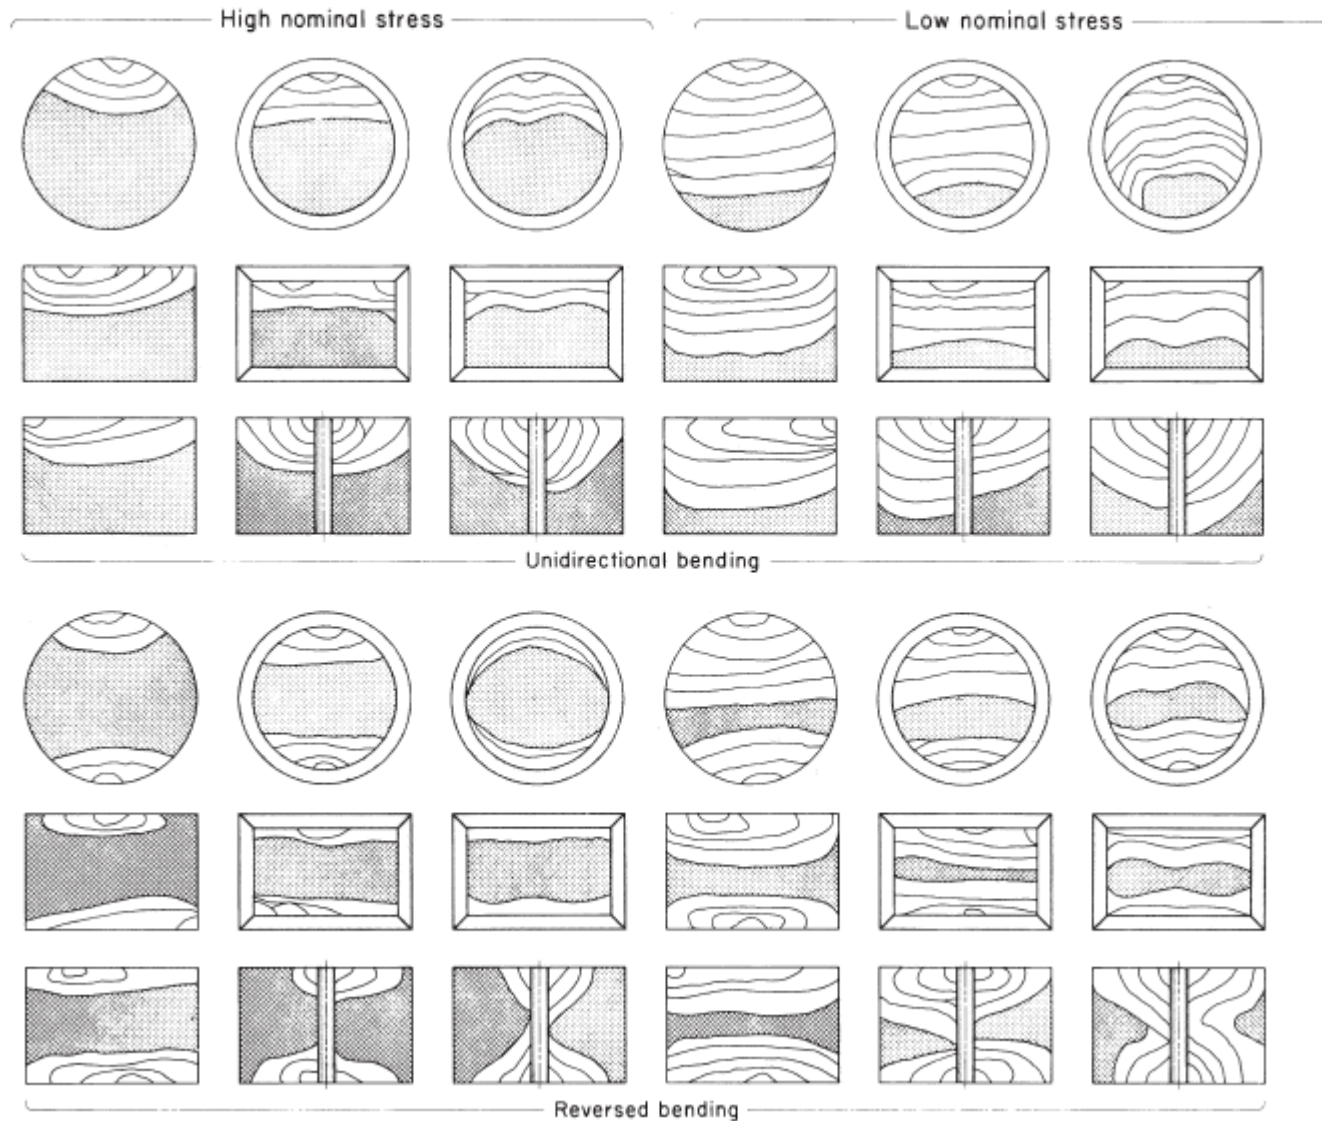 High nominal stress
Low nominal stress
Unidirectional bending
Reversed bending